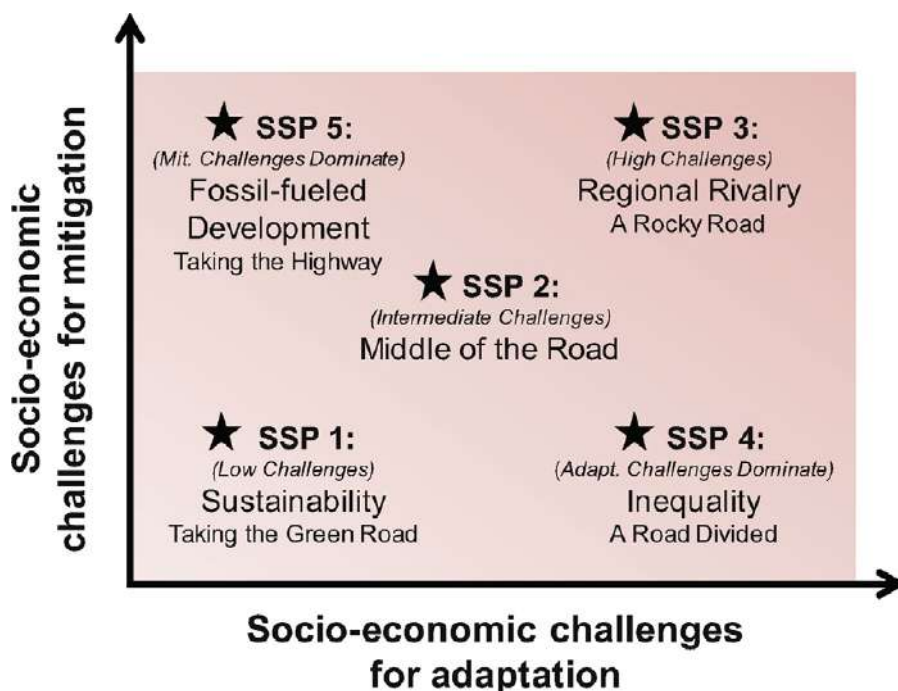 Socio-economic
challenges for mitigation
SSP 5:
(Mit. Challenges Dominate)
Fossil-fueled
Development
Taking the Highway
SSP 3:
(High Challenges)
Regional Rivalry
A Rocky Road
SSP 2:
(Intermediate Challenges)
Middle of the Road
SSP 1:
(Low Challenges)
Sustainability
Taking the Green Road
SSP 4:
(Adapt. Challenges Dominate)
Inequality
A Road Divided
Socio-economic challenges
for adaptation